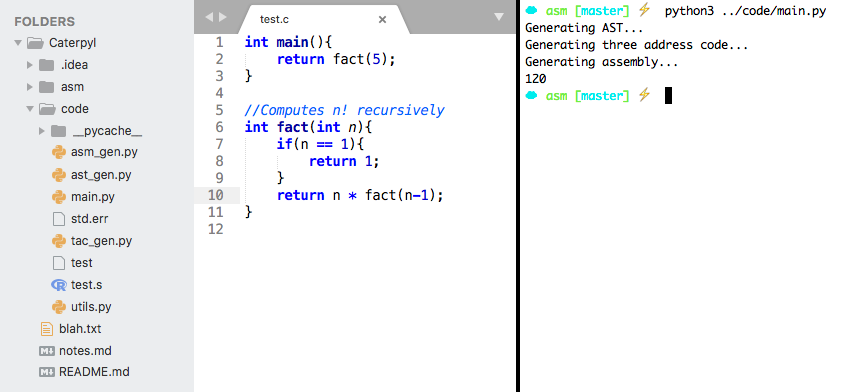 FOLDERS
Caterpyl
.idea
asm
code
__pycache__
asm_gen.py
ast_gen.py
main.py
std.err
tac_gen.py
test
test.s
utils.py
blah.txt
notes.md
README.md
test.c
1 int main(){
2 return fact(5);
3 }
4
5 //Computes n! recursively
6 int fact(int n){
7 if(n == 1){
8 return 1;
9 }
10 return n * fact(n-1);
11 }
12
asm [master] ⚡ python3 ../code/main.py
Generating AST...
Generating three address code...
Generating assembly...
120
asm [master] ⚡